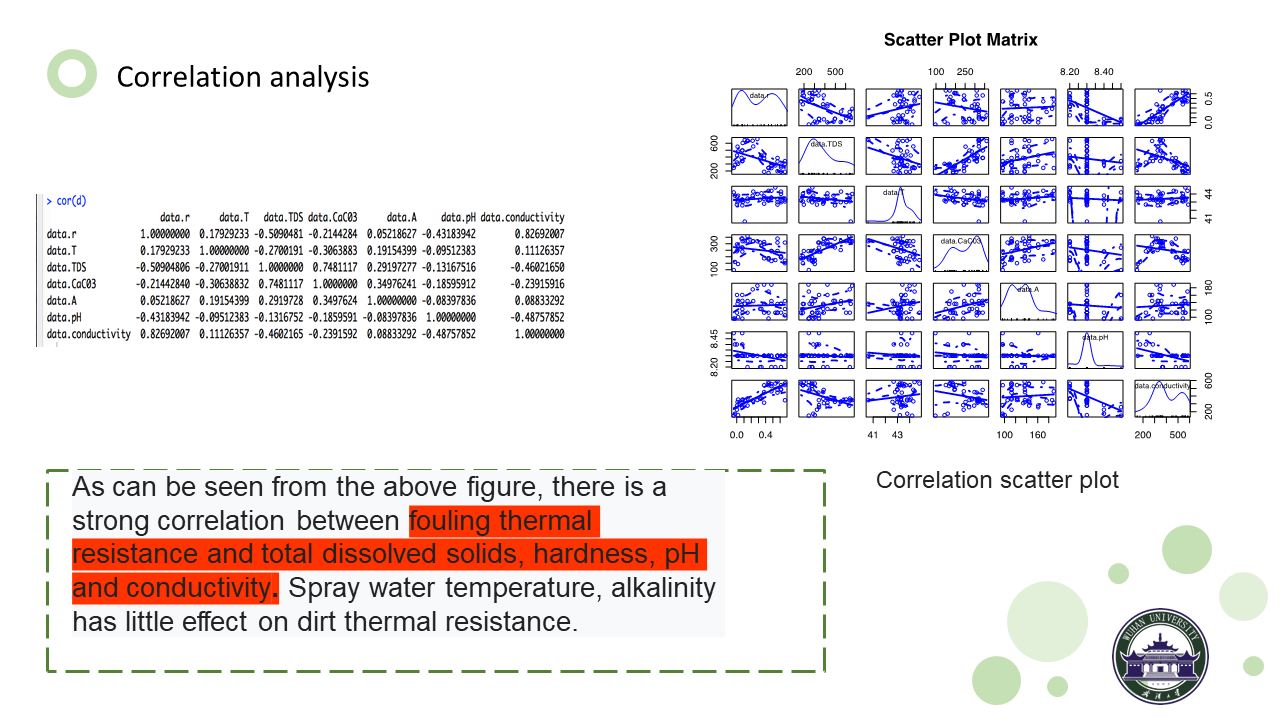 Correlation analysis
> cor(d)
data.r data.T data.TDS data.CaCO3 data.A data.pH data.conductivity
data.r 1.00000000 0.17929233 -0.5090481 -0.2144284 0.05218627 -0.43183942 0.82692007
data.T 0.17929233 1.00000000 -0.2700191 -0.3063883 0.19154399 -0.09512383 0.11126357
data.TDS -0.50904806 -0.27001911 1.0000000 0.7481117 0.29197277 -0.13167516 -0.46021650
data.CaCO3 -0.21442840 -0.30638832 0.7481117 1.0000000 0.34976241 -0.18595912 -0.23915916
data.A 0.05218627 0.19154399 0.2919728 0.3497624 1.00000000 -0.08397836 0.08833292
data.pH -0.43183942 -0.09512383 -0.1316752 -0.1859591 -0.08397836 1.00000000 -0.48757852
data.conductivity 0.82692007 0.11126357 -0.4602165 -0.2391592 0.08833292 -0.48757852 1.00000000
Scatter Plot Matrix
200 500 100 250 8.20 8.40
data.r 0.5
0.0
600
200 data.TDS
data.T 44
41
300
100 data.CaCO3
data.A 180
100
8.45
8.20 data.pH
data.conductivity 600
200
0.0 0.4 41 43 100 160 200 500
Correlation scatter plot
As can be seen from the above figure, there is a
strong correlation between fouling thermal
resistance and total dissolved solids, hardness, pH
and conductivity. Spray water temperature, alkalinity
has little effect on dirt thermal resistance.
WUHAN UNIVERSITY